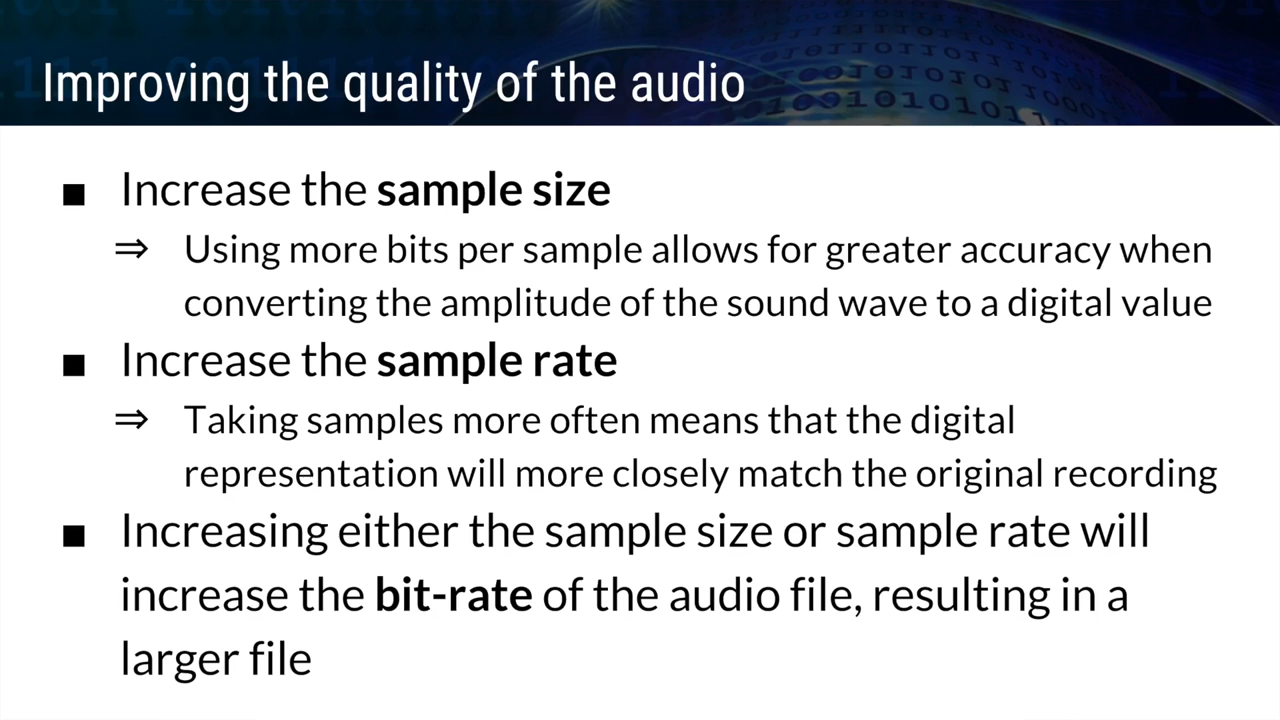 Improving the quality of the audio
■ Increase the sample size
⇒ Using more bits per sample allows for greater accuracy when
converting the amplitude of the sound wave to a digital value
■ Increase the sample rate
⇒ Taking samples more often means that the digital
representation will more closely match the original recording
■ Increasing either the sample size or sample rate will
increase the bit-rate of the audio file, resulting in a
larger file